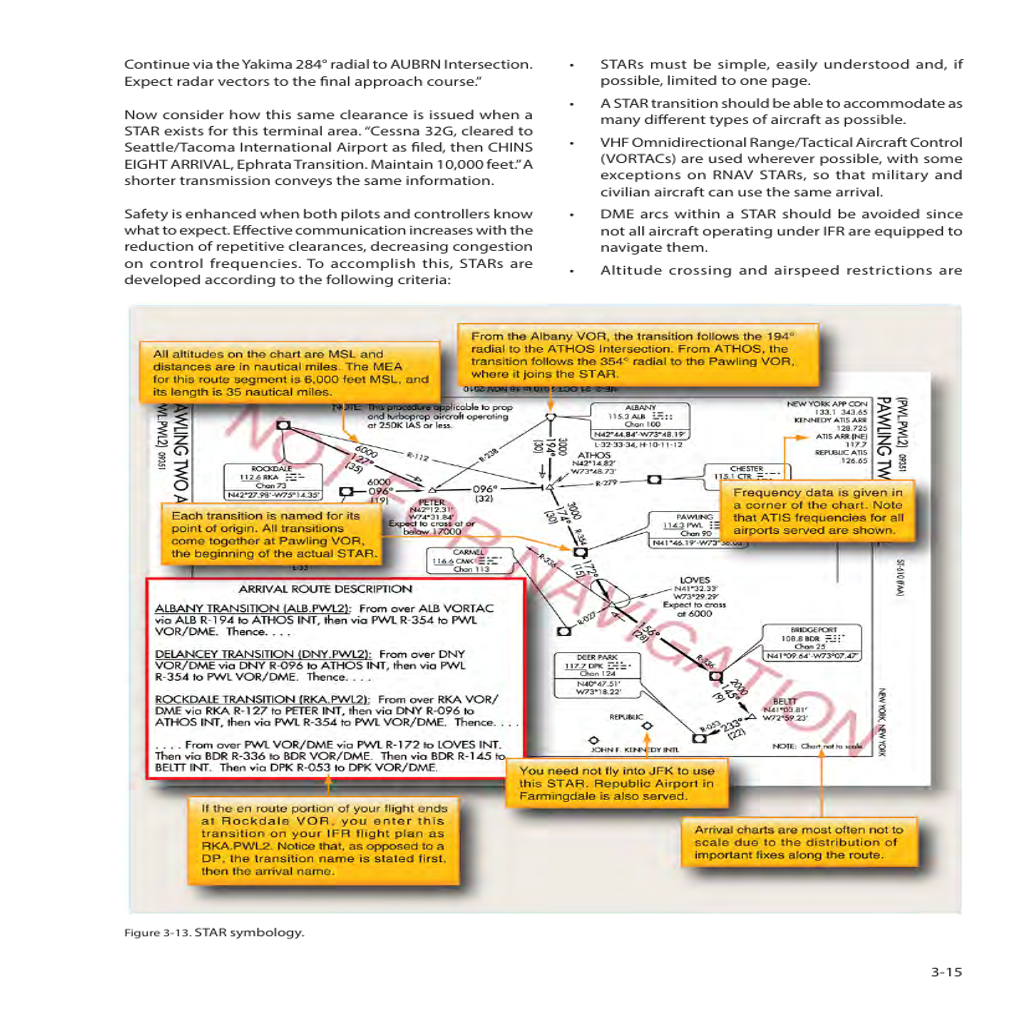 Continue via the Yakima 284° radial to AUBRN Intersection.
Expect radar vectors to the final approach course.”
Now consider how this same clearance is issued when a
STAR exists for this terminal area. “Cessna 32G, cleared to
Seattle/Tacoma International Airport as filed, then CHINS
EIGHT ARRIVAL, Ephrata Transition. Maintain 10,000 feet.” A
shorter transmission conveys the same information.
Safety is enhanced when both pilots and controllers know
what to expect. Effective communication increases with the
reduction of repetitive clearances, decreasing congestion
on control frequencies. To accomplish this, STARs are
developed according to the following criteria:
• STARs must be simple, easily understood and, if
possible, limited to one page.
• A STAR transition should be able to accommodate as
many different types of aircraft as possible.
• VHF Omnidirectional Range/Tactical Aircraft Control
(VORTACs) are used wherever possible, with some
exceptions on RNAV STARs, so that military and
civilian aircraft can use the same arrival.
• DME arcs within a STAR should be avoided since
not all aircraft operating under IFR are equipped to
navigate them.
• Altitude crossing and airspeed restrictions are
All altitudes on the chart are MSL and
distances are in nautical miles. The MEA
for this route segment is 6,000 feet MSL, and
its length is 35 nautical miles.
From the Albany VOR, the transition follows the 194°
radial to the ATHOS Intersection. From ATHOS, the
transition follows the 354° radial to the Pawling VOR,
where it joins the STAR.
(PWL.PWL2) 09351
PAWLING TWO A
NOTE: This procedure applicable to prop
and turboprop aircraft operating
at 250K IAS or less.
ALBANY
115.3 ALB
Chan 100
N42°44.84'-W73°48.19'
L-32-33-34, H-10-11-12
NEW YORK APP CON
133.1 343.65
KENNEDY ATIS ARR
128.725
ATIS ARR (NE)
117.7
REPUBLIC ATIS
126.65
(PWL.PWL2) 09351
PAWLING TWO
ROCKDALE
112.6 RKA
Chan 73
N42°27.98'-W75°14.35'
6000
127°
(35)
R-112
R-238
3000
194°
(30)
ATHOS
N42°14.82'
W73°48.73'
6000
096°
(19)
096°
(32)
R-279
CHESTER
115.1 CTR
PETER
N42°12.31'
W74°31.84'
Expect to cross at or
below 17000
3000
174°
(30)
R-354
PAWLING
114.3 PWL
Chan 90
Frequency data is given in
a corner of the chart. Note
that ATIS frequencies for all
airports served are shown.
Each transition is named for its
point of origin. All transitions
come together at Pawling VOR,
the beginning of the actual STAR.
CARMEL
116.6 CMK
Chan 113
172°
(15)
R-336
R-027
LOVES
N41°32.33'
W73°29.29'
Expect to cross
at 6000
156°
(28)
R-336
BRIDGEPORT
108.8 BDR
Chan 25
N41°09.64'-W73°07.47'
DEER PARK
117.7 DPK
Chan 124
N40°47.51'
W73°18.22'
2000
145°
(9)
BELTT
N41°03.81'
W72°59.23'
R-053
233°
(22)
REPUBLIC
JOHN F. KENNEDY INTL
NOTE: Chart not to scale.
ST-610 (FAA)
NEW YORK, NEW YORK
NOT FOR NAVIGATION
ARRIVAL ROUTE DESCRIPTION
ALBANY TRANSITION (ALB.PWL2): From over ALB VORTAC
via ALB R-194 to ATHOS INT, then via PWL R-354 to PWL
VOR/DME. Thence. . . .
DELANCEY TRANSITION (DNY.PWL2): From over DNY
VOR/DME via DNY R-096 to ATHOS INT, then via PWL
R-354 to PWL VOR/DME. Thence. . . .
ROCKDALE TRANSITION (RKA.PWL2): From over RKA VOR/
DME via RKA R-127 to PETER INT, then via DNY R-096 to
ATHOS INT, then via PWL R-354 to PWL VOR/DME. Thence. . . .
. . . . From over PWL VOR/DME via PWL R-172 to LOVES INT.
Then via BDR R-336 to BDR VOR/DME. Then via BDR R-145 to
BELTT INT. Then via DPK R-053 to DPK VOR/DME.
You need not fly into JFK to use
this STAR. Republic Airport in
Farmingdale is also served.
If the en route portion of your flight ends
at Rockdale VOR, you enter this
transition on your IFR flight plan as
RKA.PWL2. Notice that, as opposed to a
DP, the transition name is stated first,
then the arrival name.
Arrival charts are most often not to
scale due to the distribution of
important fixes along the route.
Figure 3-13. STAR symbology.
3-15